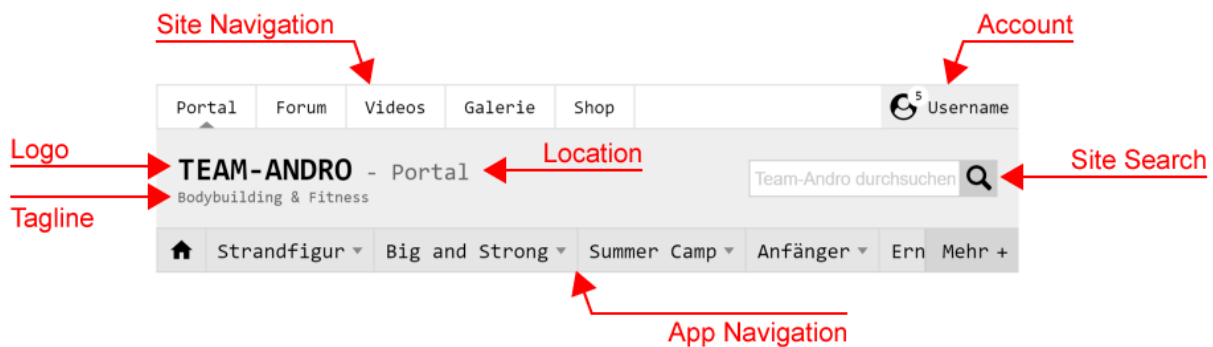 Site Navigation
Account
Portal Forum Videos Galerie Shop 5 Username
Logo
TEAM-ANDRO - Portal
Location
Team-Andro durchsuchen
Site Search
Bodybuilding & Fitness
Tagline
Strandfigur Big and Strong Summer Camp Anfänger Ern Mehr +
App Navigation